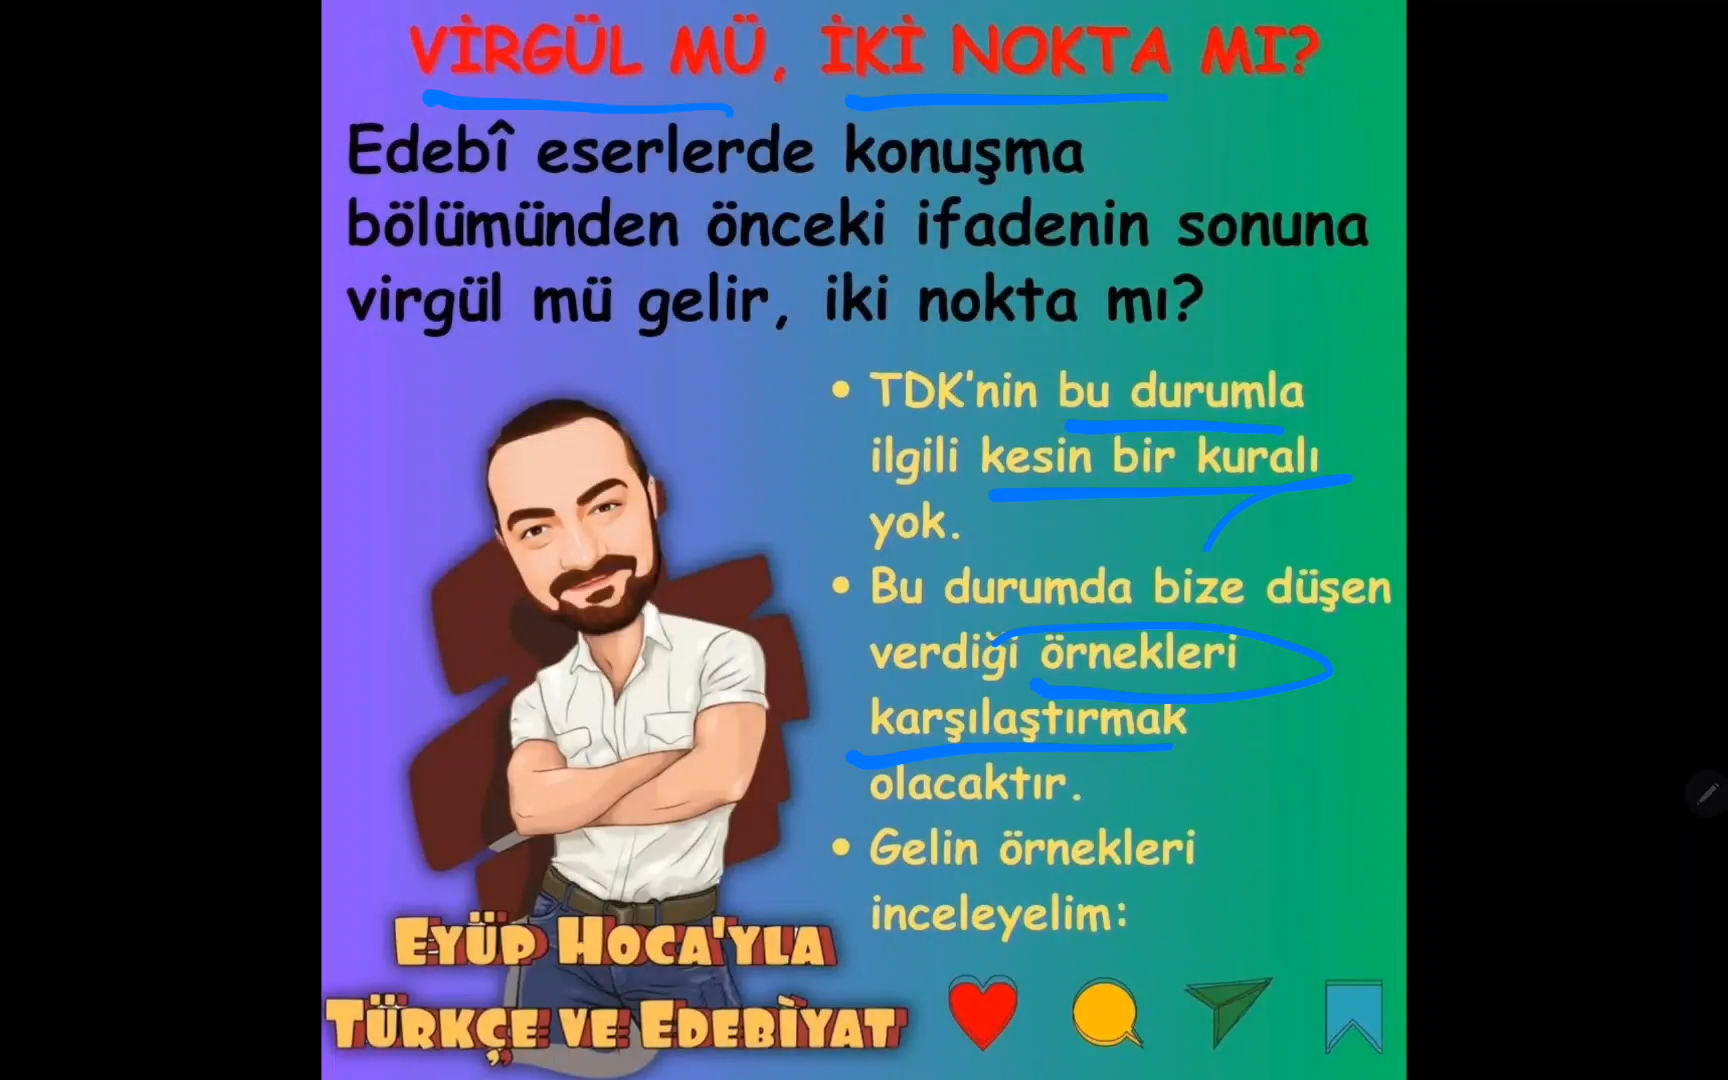 VİRGÜL MÜ, İKİ NOKTA MI?
Edebî eserlerde konuşma
bölümünden önceki ifadenin sonuna
virgül mü gelir, iki nokta mı?
• TDK'nin bu durumla
ilgili kesin bir kuralı
yok.
• Bu durumda bize düşen
verdiği örnekleri
karşılaştırmak
olacaktır.
• Gelin örnekleri
inceleyelim:
EYÜP HOCA'YLA
TÜRKÇE VE EDEBİYAT